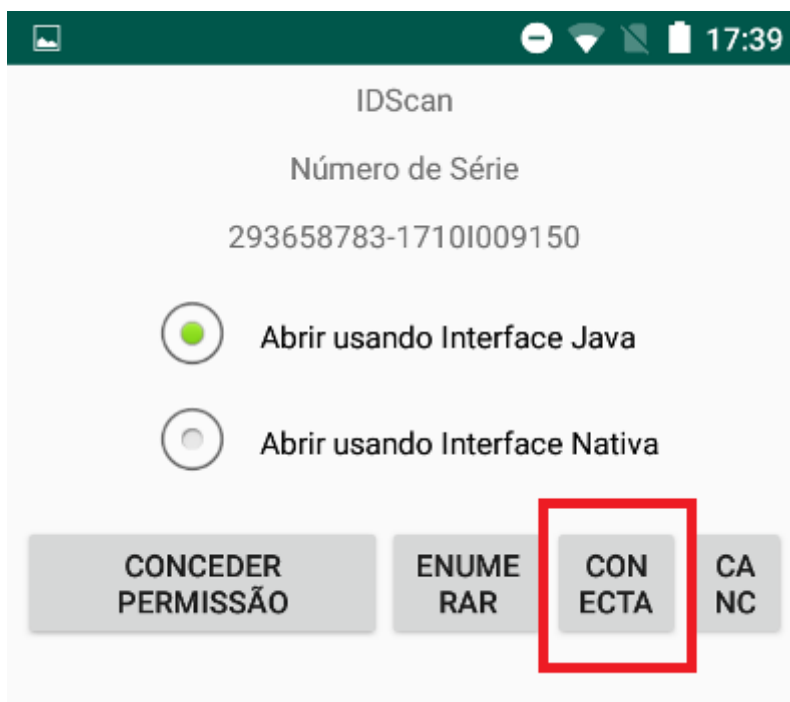 17:39
IDScan
Número de Série
293658783-1710I009150
Abrir usando Interface Java
Abrir usando Interface Nativa
CONCEDER
PERMISSÃO
ENUME
RAR
CON
ECTA
CA
NC